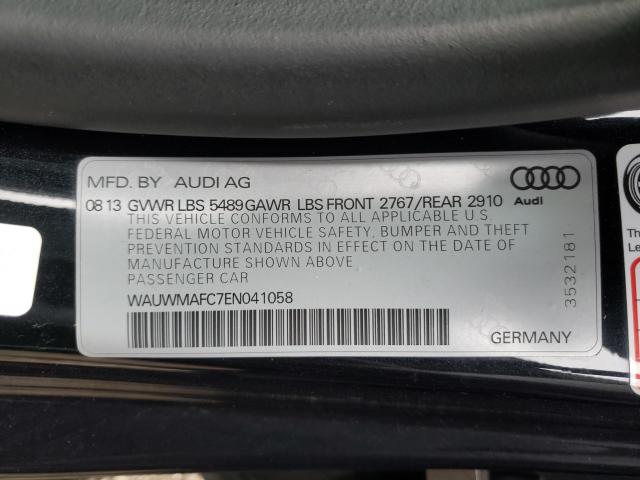 MFD. BY AUDI AG
Audi
08 13 GVWR LBS 5489 GAWR LBS FRONT 2767/REAR 2910
THIS VEHICLE CONFORMS TO ALL APPLICABLE U.S.
FEDERAL MOTOR VEHICLE SAFETY, BUMPER AND THEFT
PREVENTION STANDARDS IN EFFECT ON THE DATE OF
MANUFACTURE SHOWN ABOVE
PASSENGER CAR
WAUWMAFC7EN041058
3532181
GERMANY